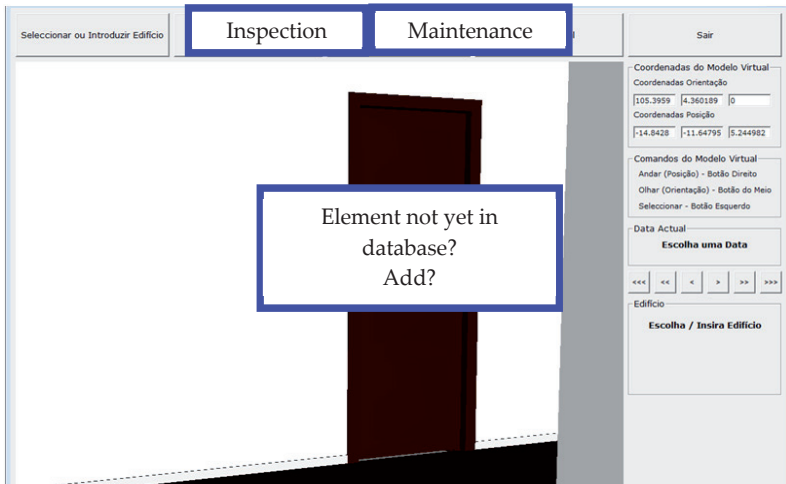 Seleccionar ou Introduzir Edifício
Inspection
Maintenance
Sair
Coordenadas do Modelo Virtual
Coordenadas Orientação
105.3959 4.360189 0
Coordenadas Posição
-14.8428 -11.64795 5.244982
Comandos do Modelo Virtual
Andar (Posição) - Botão Direito
Olhar (Orientação) - Botão do Meio
Seleccionar - Botão Esquerdo
Element not yet in
database?
Add?
Data Actual
Escolha uma Data
<<< << < > >> >>>
Edifício
Escolha / Insira Edifício